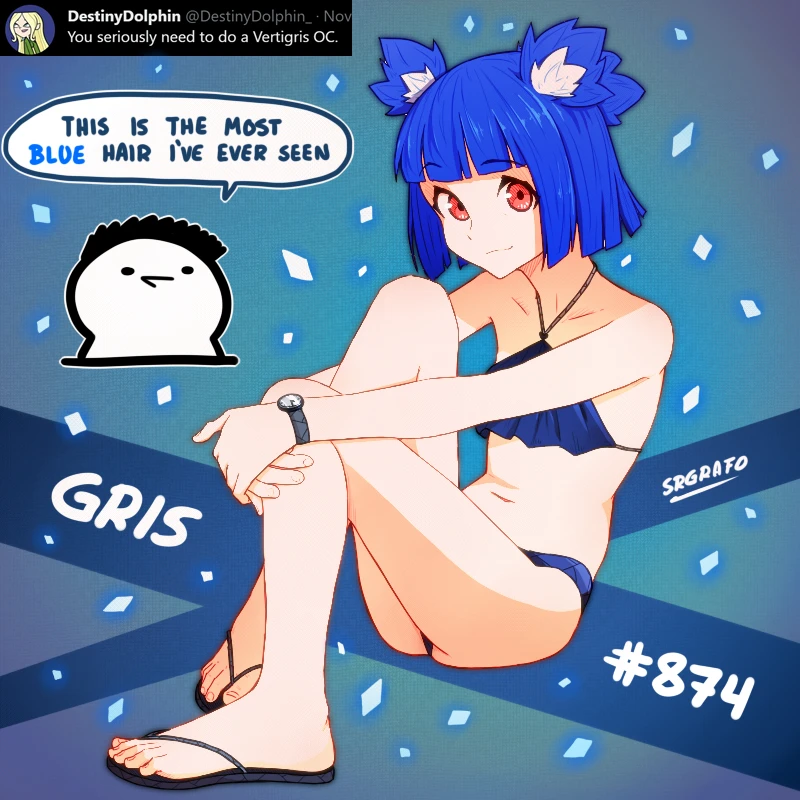 DestinyDolphin @DestinyDolphin_ · Nov
You seriously need to do a Vertigris OC.
THIS IS THE MOST
BLUE HAIR I'VE EVER SEEN
GRIS
SRGRAFO
#874